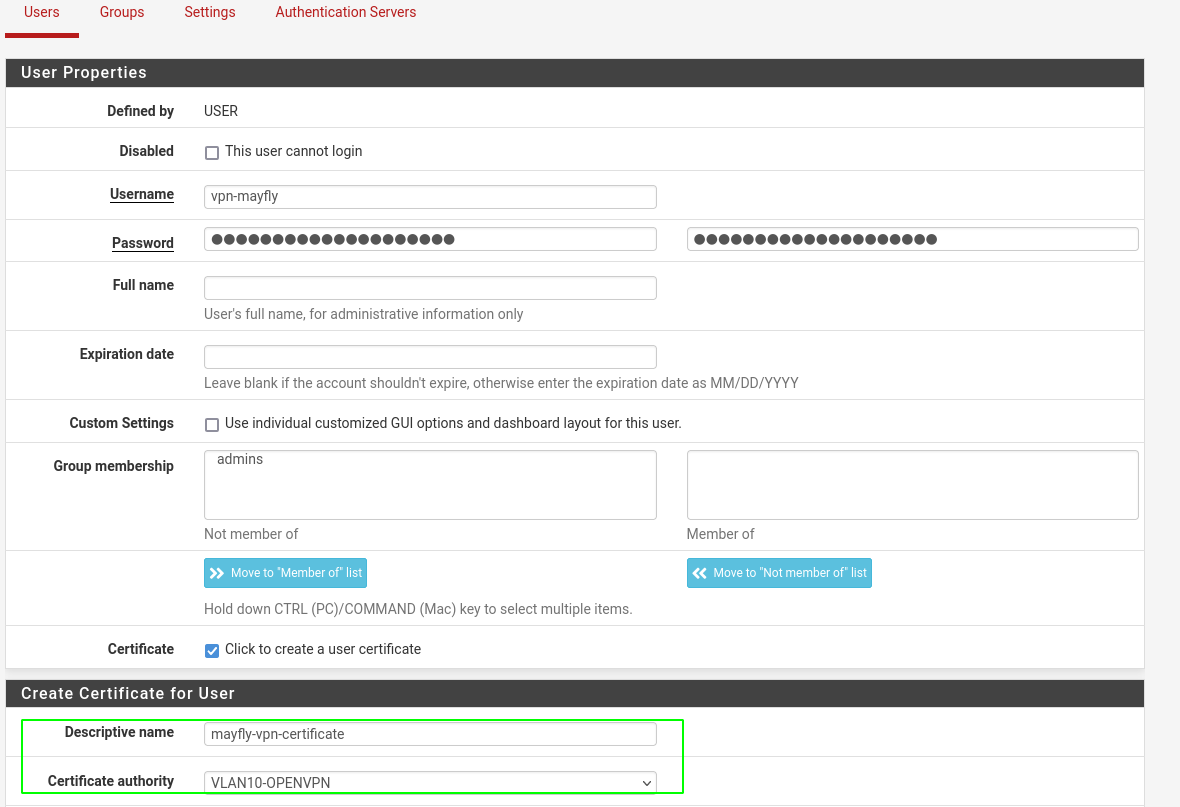 Users Groups Settings Authentication Servers
User Properties
Defined by USER
Disabled This user cannot login
Username vpn-mayfly
Password
Full name
User's full name, for administrative information only
Expiration date
Leave blank if the account shouldn't expire, otherwise enter the expiration date as MM/DD/YYYY
Custom Settings Use individual customized GUI options and dashboard layout for this user.
Group membership admins
Not member of Member of
Move to "Member of" list Move to "Not member of" list
Hold down CTRL (PC)/COMMAND (Mac) key to select multiple items.
Certificate Click to create a user certificate
Create Certificate for User
Descriptive name mayfly-vpn-certificate
Certificate authority VLAN10-OPENVPN